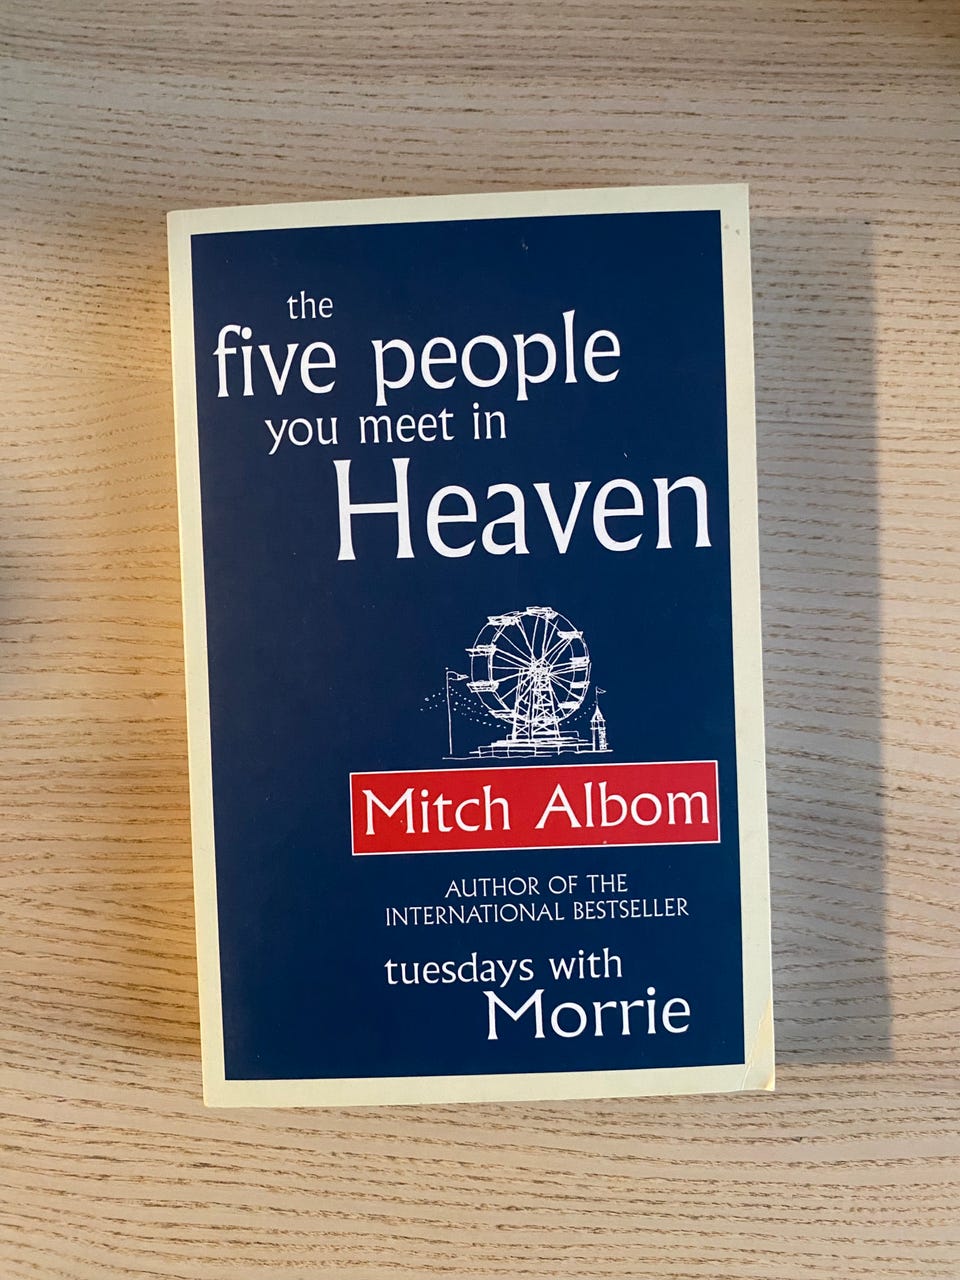 the
five people
you meet in
Heaven
Mitch Albom
AUTHOR OF THE
INTERNATIONAL BESTSELLER
tuesdays with
Morrie